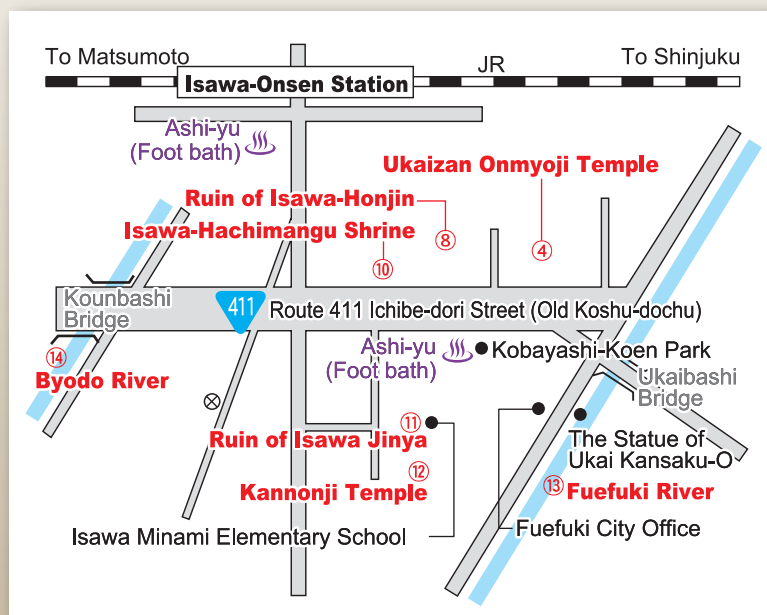 To Matsumoto
To Shinjuku
JR
Isawa-Onsen Station
Ashi-yu
(Foot bath)
Ukaizan Onmyoji Temple
Ruin of Isawa-Honjin
Isawa-Hachimangu Shrine
⑧
④
⑩
Kounbashi
Bridge
411
Route 411 Ichibe-dori Street (Old Koshu-dochu)
⑭
Byodo River
Ashi-yu
(Foot bath)
Kobayashi-Koen Park
Ukaibashi
Bridge
Ruin of Isawa Jinya
⑪
The Statue of
Ukai Kansaku-O
Kannonji Temple
⑫
⑬ Fuefuki River
Isawa Minami Elementary School
Fuefuki City Office